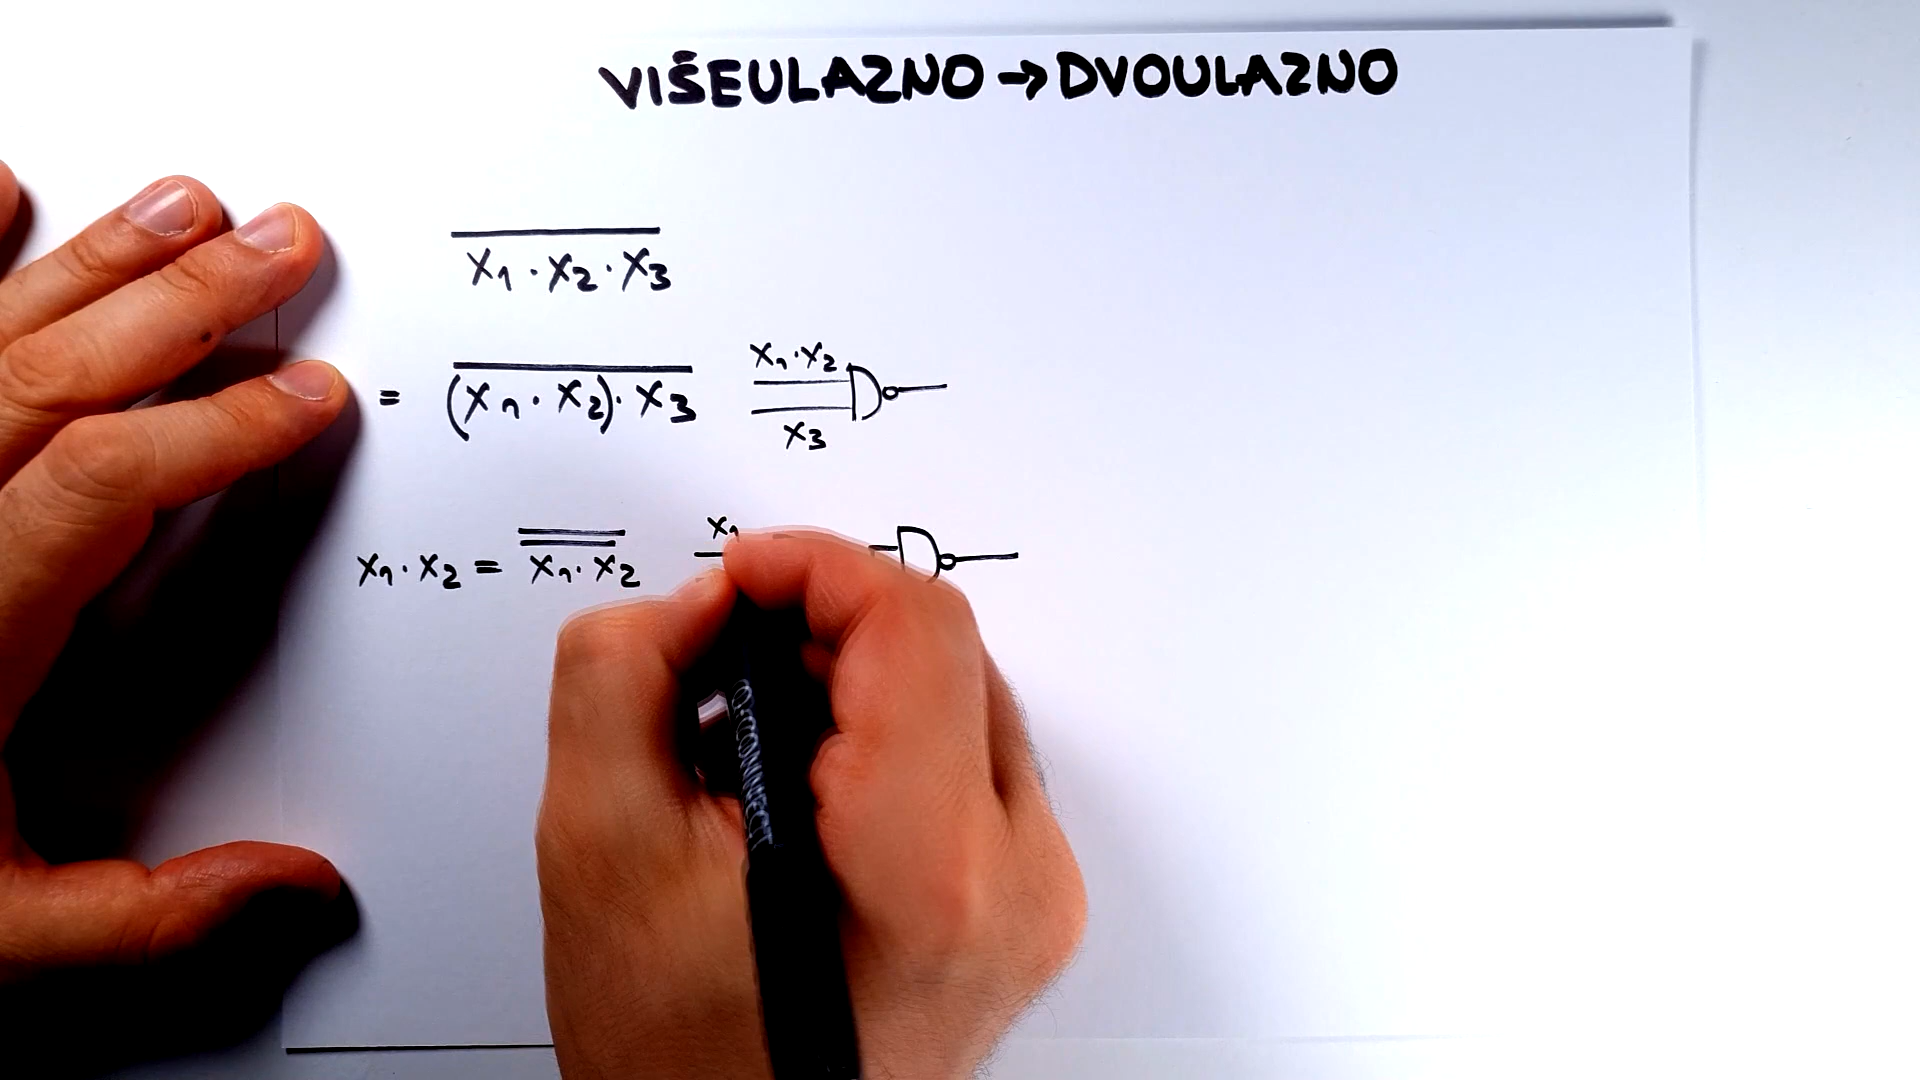 VIŠEULAZNO → DVOULAZNO
x₁ · x₂ · x₃
= (x₁ · x₂) · x₃
x₁ · x₂
x₃
x₁ · x₂ = x₁ · x₂
x₁